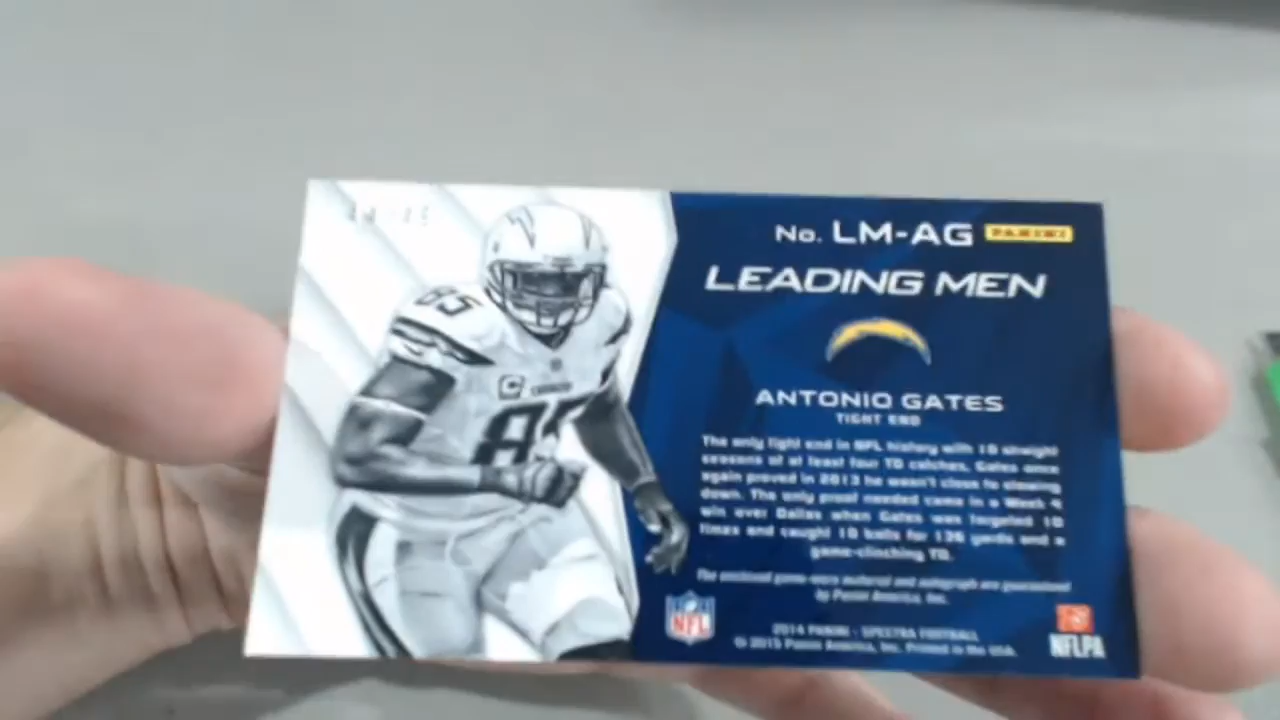 No. LM-AG PANINI
LEADING MEN
ANTONIO GATES
TIGHT END
The only tight end in NFL history with 10 straight
seasons of at least four TD catches, Gates once
again proved in 2013 he wasn't close to slowing
down. The only proof needed came in a Week 4
win over Dallas when Gates was targeted 10
times and caught 10 balls for 136 yards and a
game-clinching TD.
The enclosed game-worn material and autograph are guaranteed
by Panini America, Inc.
2014 PANINI - SPECTRA FOOTBALL
© 2015 Panini America, Inc. Printed in the USA.
NFL
NFLPA
85
C
85